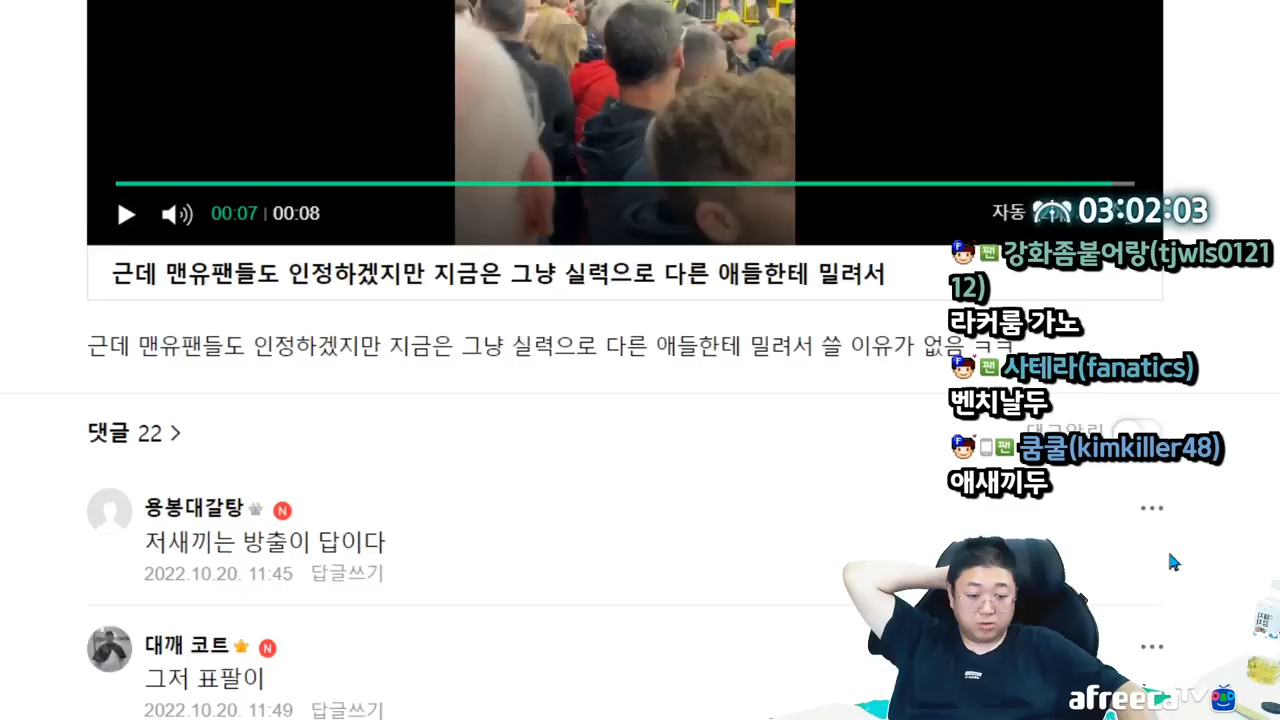 00:07 | 00:08
자동
03:02:03
근데 맨유팬들도 인정하겠지만 지금은 그냥 실력으로 다른 애들한테 밀려서
근데 맨유팬들도 인정하겠지만 지금은 그냥 실력으로 다른 애들한테 밀려서 쓸 이유가 없음 ㅋㅋ
강화좀붙어랑(tjwls0121
12)
라커룸 가노
사테라(fanatics)
벤치날두
쿰쿨(kimkiller48)
애새끼두
댓글 22 >
댓글알림
용봉대갈탕 N
저새끼는 방출이 답이다
2022.10.20. 11:45 답글쓰기
대깨 코트 N
그저 표팔이
2022.10.20. 11:49 답글쓰기
afreecaTV